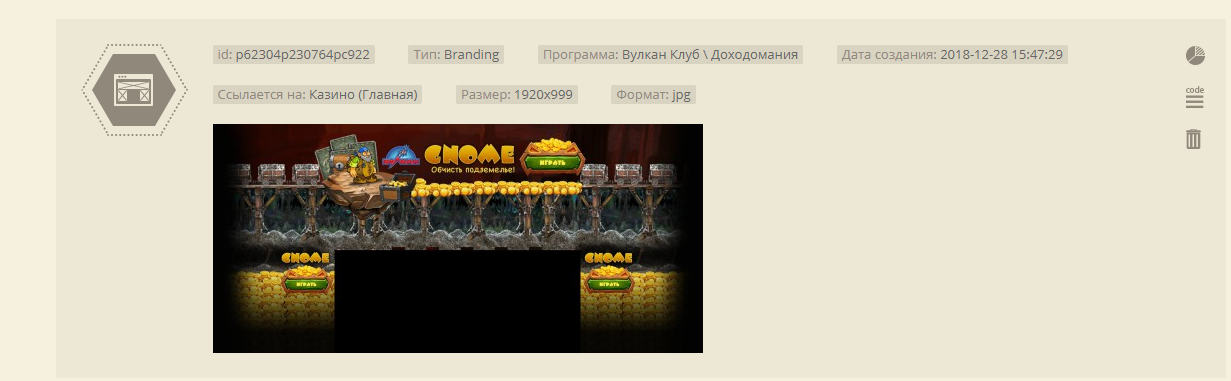 id: p62304p230764pc922 Тип: Branding Программа: Вулкан Клуб \ Доходомания Дата создания: 2018-12-28 15:47:29
Ссылается на: Казино (Главная) Размер: 1920x999 Формат: jpg
code
GNOME
Обчисть подземелье!
ИГРАТЬ
GNOME GNOME
ИГРАТЬ ИГРАТЬ